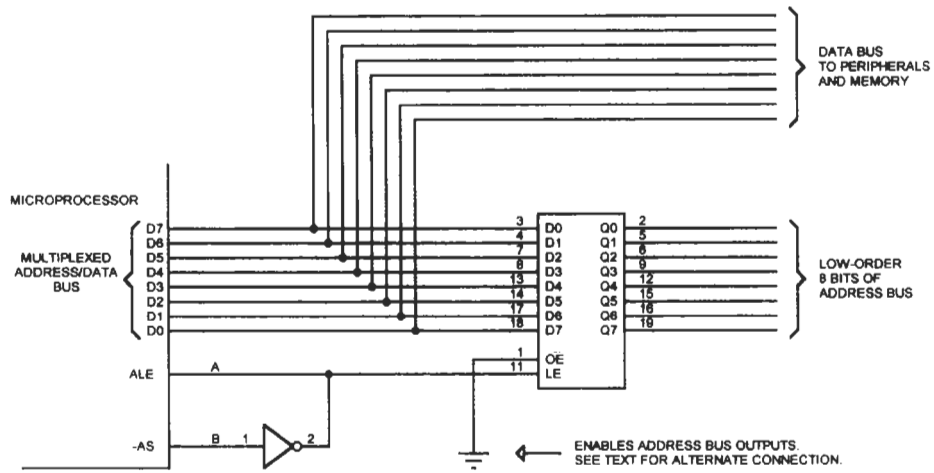 DATA BUS
TO PERIPHERALS
AND MEMORY
MICROPROCESSOR
MULTIPLEXED
ADDRESS/DATA
BUS
D7
D6
D5
D4
D3
D2
D1
D0
ALE
-AS
A
B
1
2
3
4
7
8
13
14
17
18
1
11
D0
D1
D2
D3
D4
D5
D6
D7
OE
LE
Q0
Q1
Q2
Q3
Q4
Q5
Q6
Q7
2
5
6
9
12
15
16
19
LOW-ORDER
8 BITS OF
ADDRESS BUS
ENABLES ADDRESS BUS OUTPUTS.
SEE TEXT FOR ALTERNATE CONNECTION.